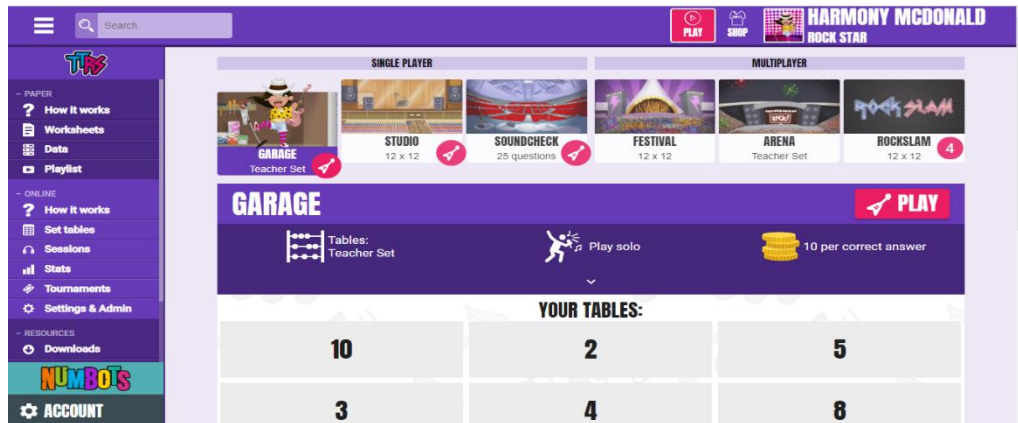 Search
PLAY
SHOP
HARMONY MCDONALD
ROCK STAR
TTRS
– PAPER
? How it works
Worksheets
Data
Playlist
– ONLINE
? How it works
Set tables
Sessions
Stats
Tournaments
Settings & Admin
– RESOURCES
Downloads
NUMBOTS
ACCOUNT
SINGLE PLAYER
MULTIPLAYER
GARAGE
Teacher Set
STUDIO
12 x 12
SOUNDCHECK
25 questions
FESTIVAL
12 x 12
ARENA
Teacher Set
ROCK SLAM
ROCKSLAM
12 x 12
4
GARAGE
PLAY
Tables:
Teacher Set
Play solo
10 per correct answer
YOUR TABLES:
10 2 5
3 4 8